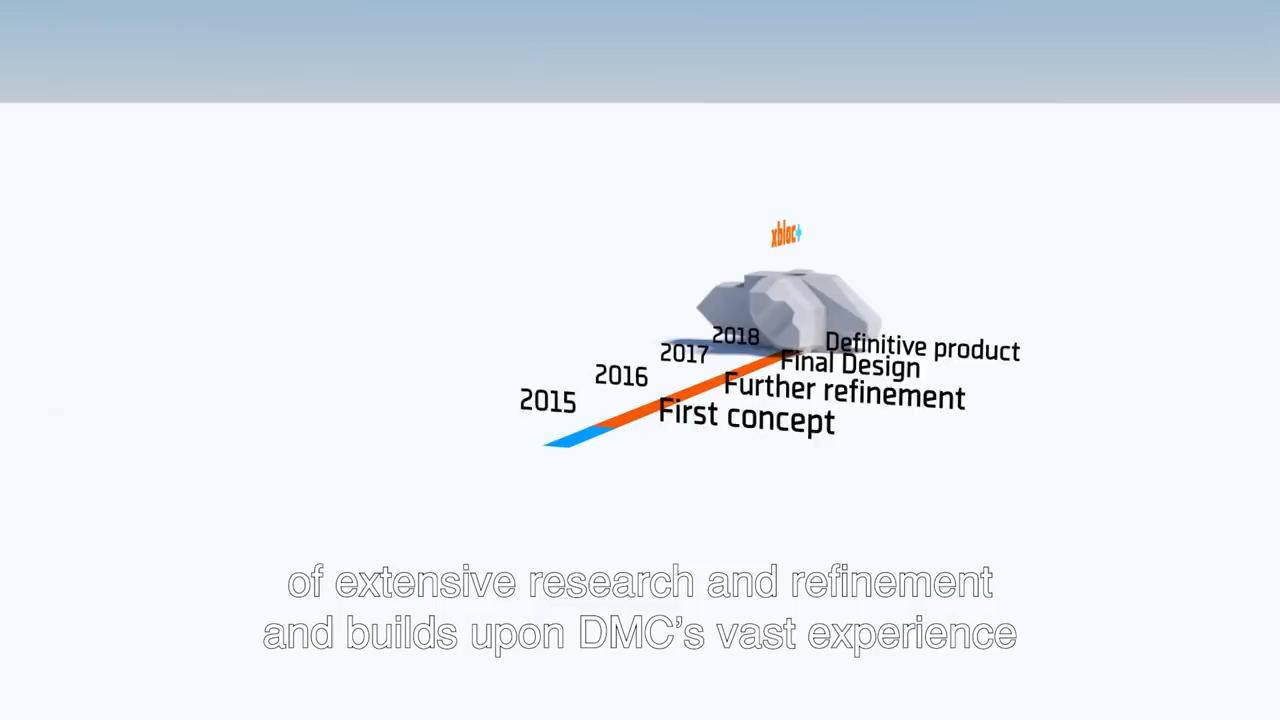 xbloc+
2018 Definitive product
2017 Final Design
2016 Further refinement
2015 First concept
of extensive research and refinement
and builds upon DMC’s vast experience